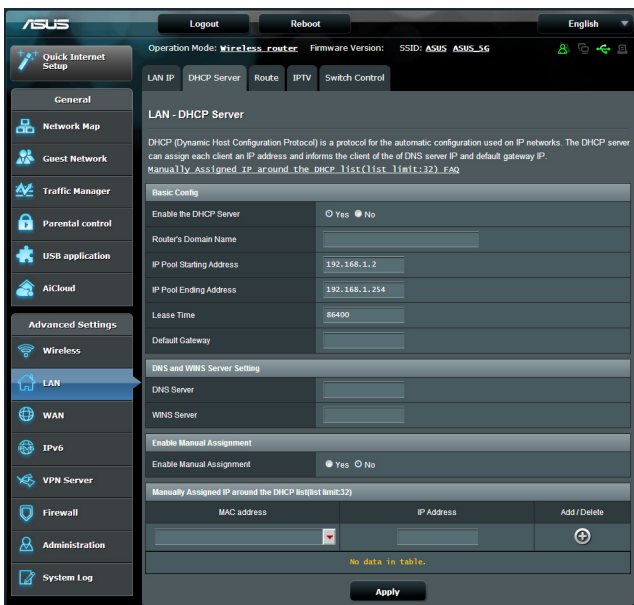 ASUS
Logout
Reboot
English
Quick Internet
Setup
Operation Mode: Wireless router Firmware Version: SSID: ASUS ASUS_5G
LAN IP DHCP Server Route IPTV Switch Control
General
Network Map
Guest Network
Traffic Manager
Parental control
USB application
AiCloud
Advanced Settings
Wireless
LAN
WAN
IPv6
VPN Server
Firewall
Administration
System Log
LAN - DHCP Server
DHCP (Dynamic Host Configuration Protocol) is a protocol for the automatic configuration used on IP networks. The DHCP server
can assign each client an IP address and informs the client of the of DNS server IP and default gateway IP.
Manually Assigned IP around the DHCP list(list limit:32) FAQ
Basic Config
Enable the DHCP Server Yes No
Router's Domain Name
IP Pool Starting Address 192.168.1.2
IP Pool Ending Address 192.168.1.254
Lease Time 86400
Default Gateway
DNS and WINS Server Setting
DNS Server
WINS Server
Enable Manual Assignment
Enable Manual Assignment Yes No
Manually Assigned IP around the DHCP list(list limit:32)
MAC address IP Address Add / Delete
No data in table.
Apply